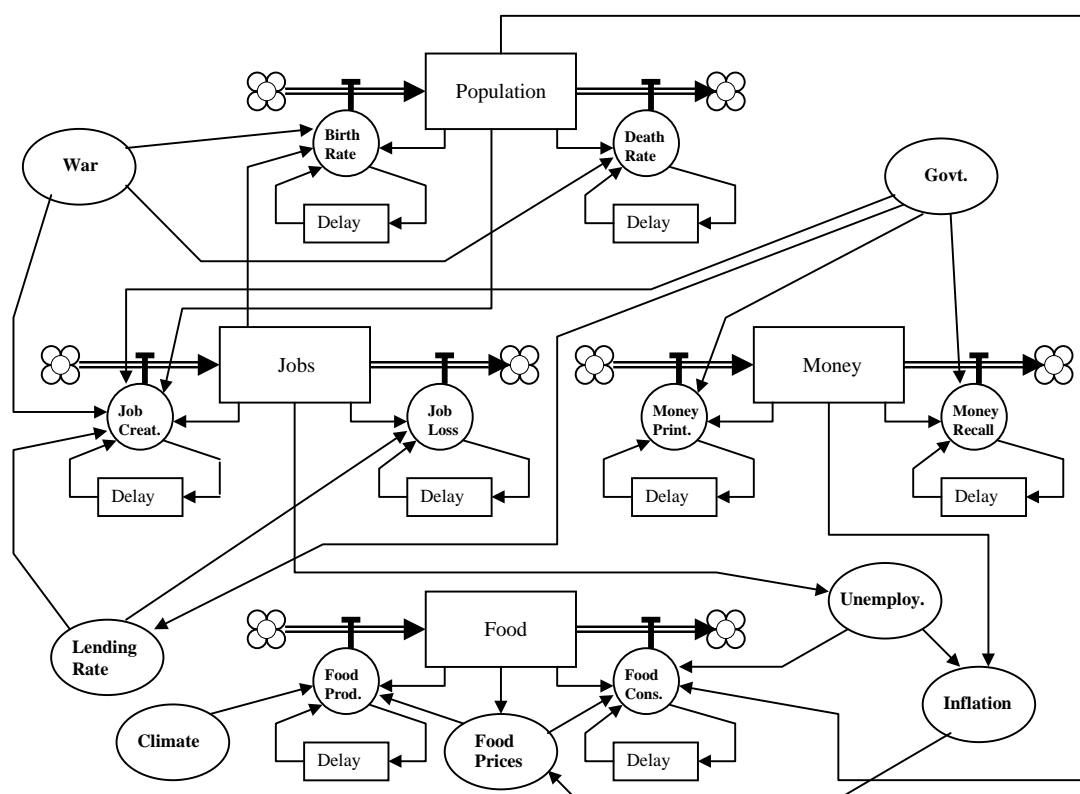 Population
Birth
Rate
Death
Rate
War
Govt.
Delay
Delay
Jobs
Money
Job
Creat.
Job
Loss
Money
Print.
Money
Recall
Delay
Delay
Delay
Delay
Unemploy.
Food
Lending
Rate
Food
Prod.
Food
Cons.
Inflation
Climate
Food
Prices
Delay
Delay